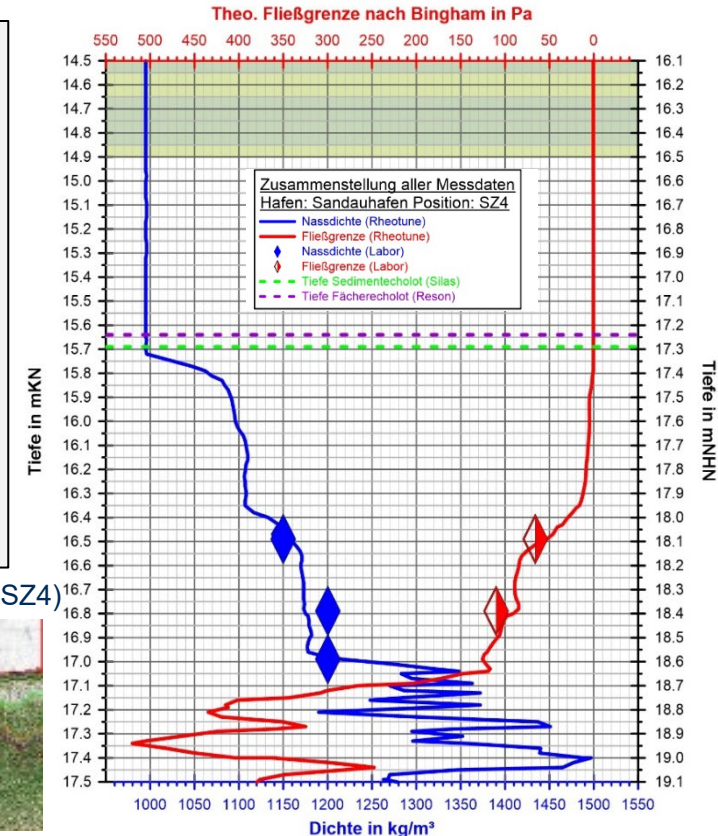 Theo. Fließgrenze nach Bingham in Pa
550 500 450 400 350 300 250 200 150 100 50 0
14.5 16.1
14.6 16.2
14.7 16.3
14.8 16.4
14.9 16.5
15.0 16.6
15.1 16.7
15.2 16.8
15.3 16.9
15.4 17.0
15.5 17.1
15.6 17.2
15.7 17.3
15.8 17.4
15.9 17.5
16.0 17.6
16.1 17.7
16.2 17.8
16.3 17.9
16.4 18.0
16.5 18.1
16.6 18.2
16.7 18.3
16.8 18.4
16.9 18.5
17.0 18.6
17.1 18.7
17.2 18.8
17.3 18.9
17.4 19.0
17.5 19.1
Tiefe in mKN
Tiefe in mNHN
Zusammenstellung aller Messdaten
Hafen: Sandauhafen Position: SZ4
Nassdichte (Rheotune)
Fließgrenze (Rheotune)
Nassdichte (Labor)
Fließgrenze (Labor)
Tiefe Sedimentecholot (Silas)
Tiefe Fächerecholot (Reson)
SZ4)
1000 1050 1100 1150 1200 1250 1300 1350 1400 1450 1500 1550
Dichte in kg/m³